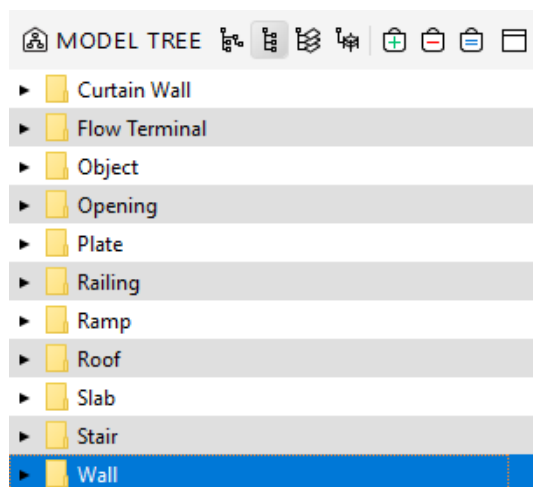 MODEL TREE
Curtain Wall
Flow Terminal
Object
Opening
Plate
Railing
Ramp
Roof
Slab
Stair
Wall